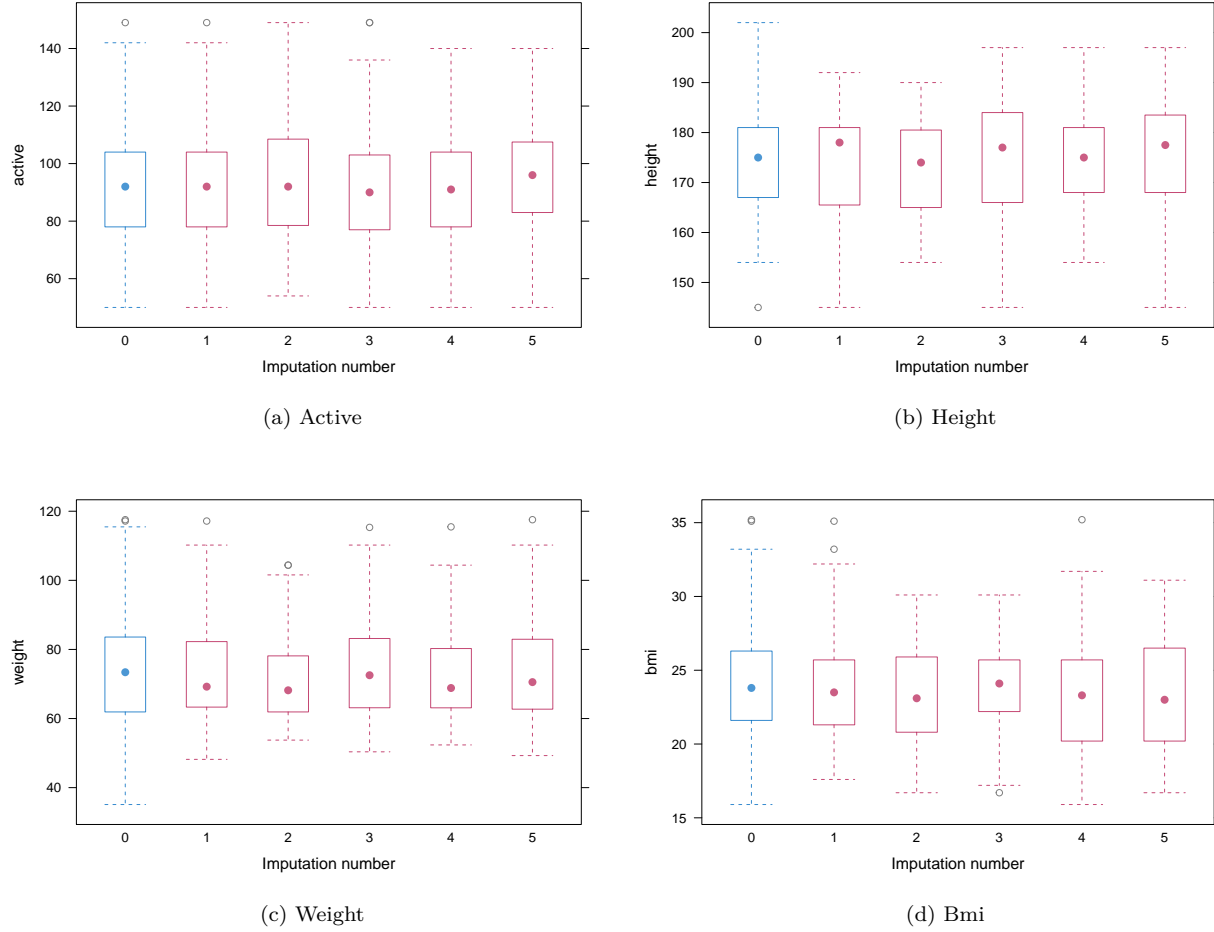 active
140
120
100
80
60
0 1 2 3 4 5
Imputation number
(a) Active
height
200
190
180
170
160
150
0 1 2 3 4 5
Imputation number
(b) Height
weight
120
100
80
60
40
0 1 2 3 4 5
Imputation number
(c) Weight
bmi
35
30
25
20
15
0 1 2 3 4 5
Imputation number
(d) Bmi